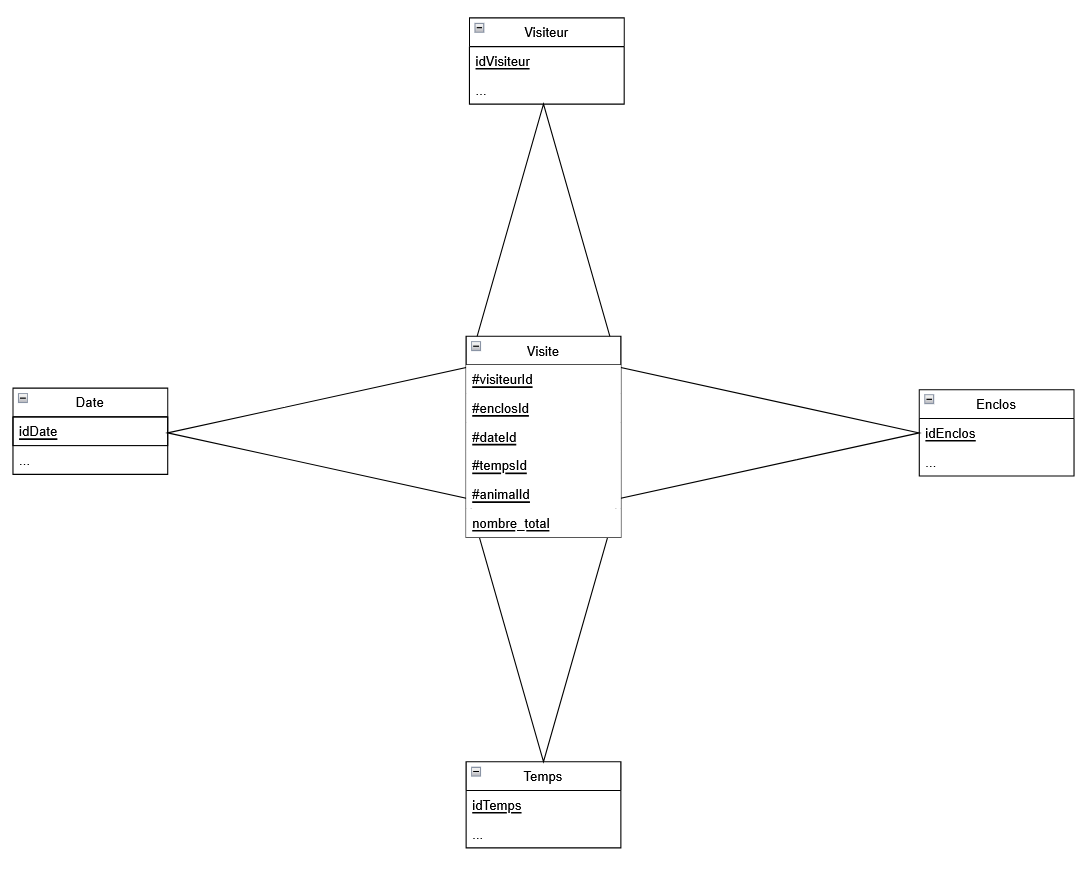 Visiteur
idVisiteur
...
Visite
#visiteurId
#enclosId
#dateId
#tempsId
#animalId
nombre_total
Date
idDate
...
Enclos
idEnclos
...
Temps
idTemps
...